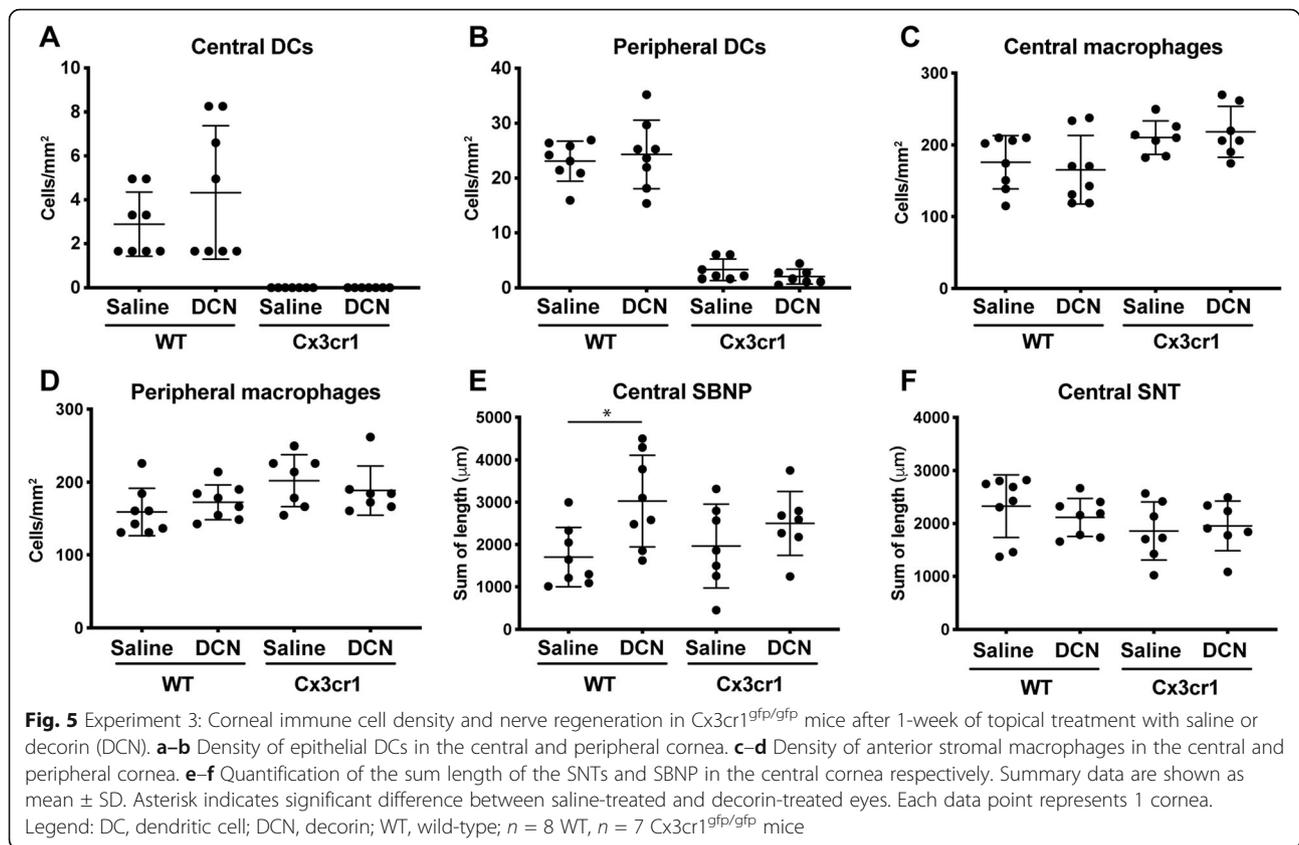 A
Central DCs
Cells/mm²
10
8
6
4
2
0
Saline DCN Saline DCN
WT Cx3cr1
B
Peripheral DCs
Cells/mm²
40
30
20
10
0
Saline DCN Saline DCN
WT Cx3cr1
C
Central macrophages
Cells/mm²
300
200
100
0
Saline DCN Saline DCN
WT Cx3cr1
D
Peripheral macrophages
Cells/mm²
300
200
100
0
Saline DCN Saline DCN
WT Cx3cr1
E
Central SBNP
Sum of length (μm)
5000
4000
3000
2000
1000
0
*
Saline DCN Saline DCN
WT Cx3cr1
F
Central SNT
Sum of length (μm)
4000
3000
2000
1000
0
Saline DCN Saline DCN
WT Cx3cr1
Fig. 5 Experiment 3: Corneal immune cell density and nerve regeneration in Cx3cr1^gfp/gfp mice after 1-week of topical treatment with saline or
decorin (DCN). a–b Density of epithelial DCs in the central and peripheral cornea. c–d Density of anterior stromal macrophages in the central and
peripheral cornea. e–f Quantification of the sum length of the SNTs and SBNP in the central cornea respectively. Summary data are shown as
mean ± SD. Asterisk indicates significant difference between saline-treated and decorin-treated eyes. Each data point represents 1 cornea.
Legend: DC, dendritic cell; DCN, decorin; WT, wild-type; n = 8 WT, n = 7 Cx3cr1^gfp/gfp mice